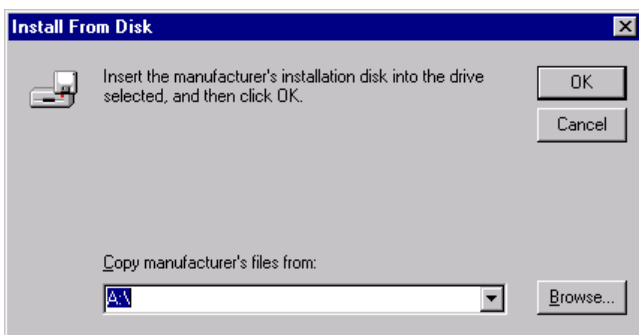 Install From Disk
Insert the manufacturer's installation disk into the drive
selected, and then click OK.
OK
Cancel
Copy manufacturer's files from:
A:\
Browse...